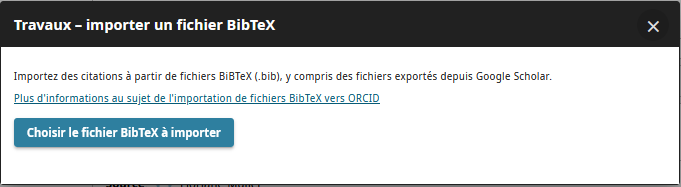 Travaux – importer un fichier BibTeX
Importez des citations à partir de fichiers BiBTeX (.bib), y compris des fichiers exportés depuis Google Scholar.
Plus d'informations au sujet de l'importation de fichiers BibTeX vers ORCID
Choisir le fichier BibTeX à importer